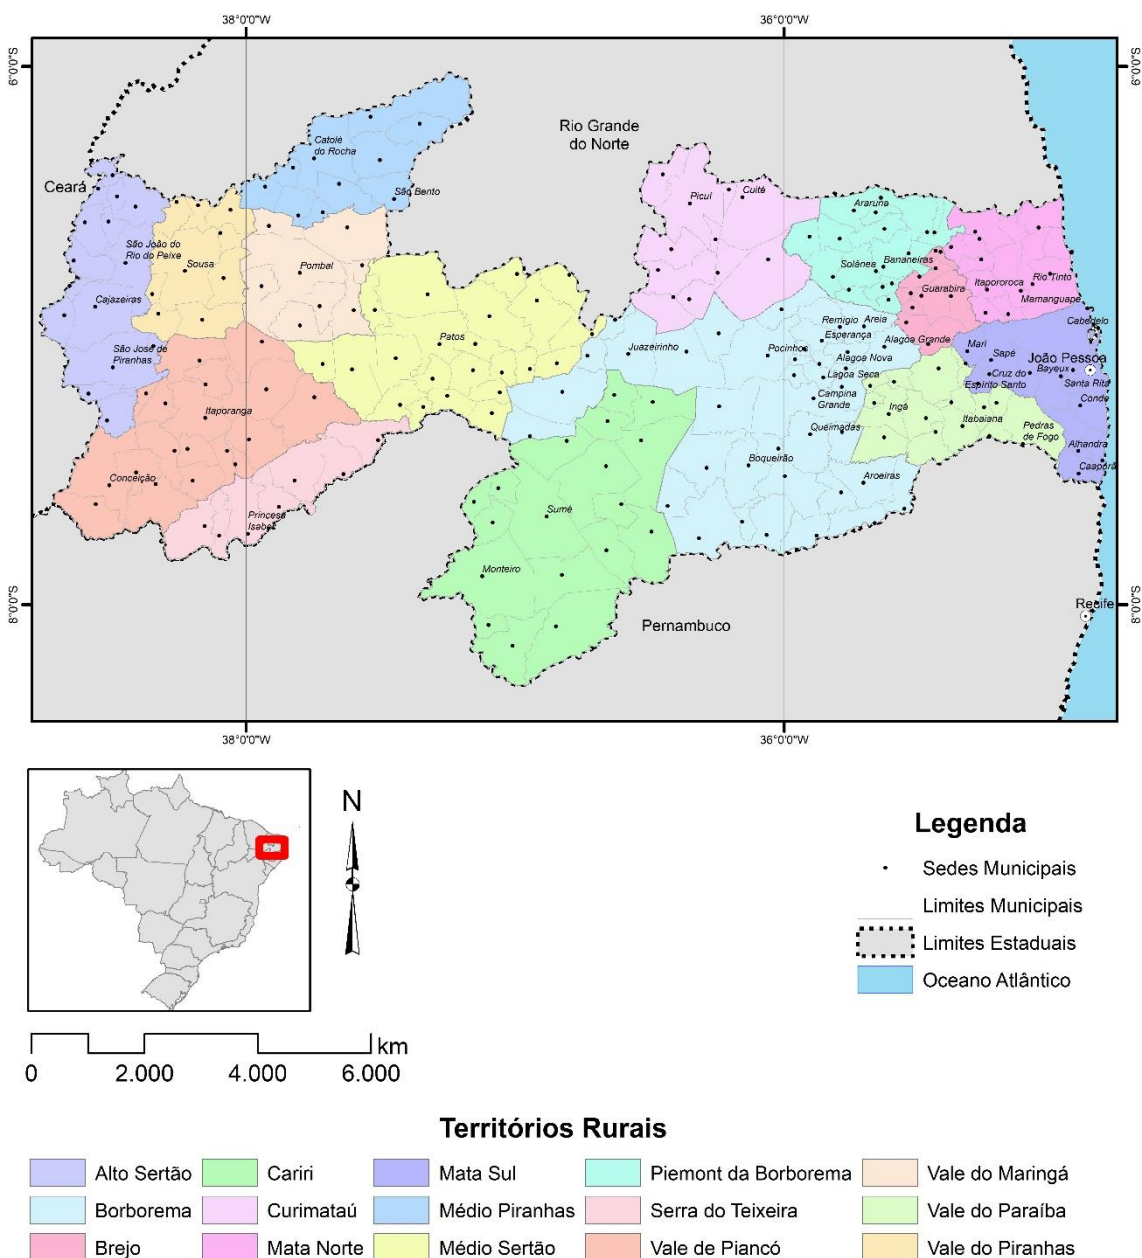 38°0'0"W
36°0'0"W
6°0'0"S
6°0'0"S
Rio Grande
do Norte
Catolé
do Rocha
Ceará
São Bento
Picuí
Cuité
Araruna
São João do
Rio do Peixe
Sousa
Pombal
Solânea
Bananeiras
Guarabira
Itapororoca
Rio Tinto
Mamanguape
Cajazeiras
Remigio
Areia
Esperança
Cabedelo
São José de
Piranhas
Patos
Juazeirinho
Pocinhos
Alagoa Nova
Alagoa Grande
Mari
Sapé
João Pessoa
Lagoa Seca
Cruz do
Espirito Santo
Bayeux
Santa Rita
Itaporanga
Campina
Grande
Ingá
Itabaiana
Conde
Queimadas
Pedras
de Fogo
Alhandra
Conceição
Boqueirão
Aroeiras
Caaporã
Princesa
Isabel
Sumé
Monteiro
8°0'0"S
8°0'0"S
Recife
Pernambuco
38°0'0"W
36°0'0"W
N
Legenda
Sedes Municipais
Limites Municipais
Limites Estaduais
Oceano Atlântico
km
0 2.000 4.000 6.000
Territórios Rurais
Alto Sertão Cariri Mata Sul Piemont da Borborema Vale do Maringá
Borborema Curimataú Médio Piranhas Serra do Teixeira Vale do Paraíba
Brejo Mata Norte Médio Sertão Vale de Piancó Vale do Piranhas